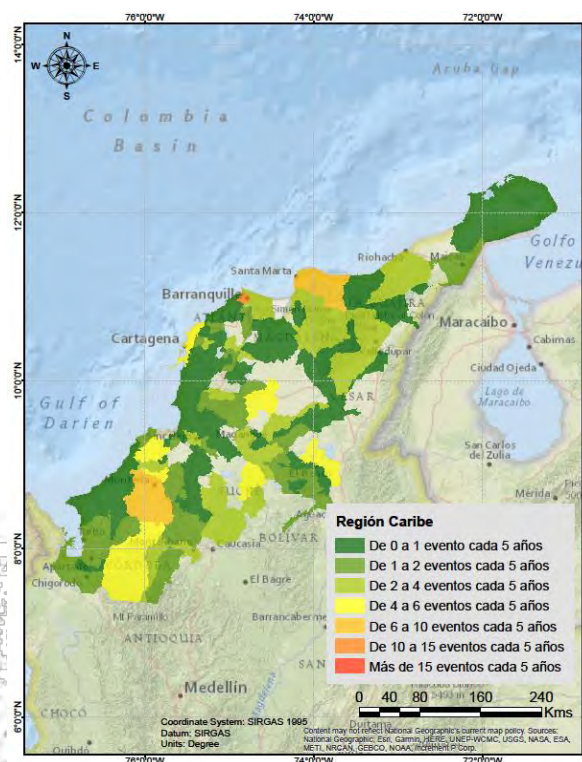 76°0'0"W 74°0'0"W 72°0'0"W
14°0'0"N
N
W E
S
Aruba Gap
Colombia
Basin
12°0'0"N
Golfo
Venezu
Riohacha
Santa Marta
Barranquilla
Maracaibo
Cartagena
Cabimas
Ciudad Ojeda
10°0'0"N
Lago de
Maracaibo
Gulf of
Darien
San Carlos
del Zulia
Mérida
8°0'0"N
Caucasia
BOLÍVAR
Chigorodó
El Bagre
Mt Paramillo
ANTIOQUIA
Barrancaberme
Medellín
6°0'0"N
CHOCÓ
Quibdó
Región Caribe
De 0 a 1 evento cada 5 años
De 1 a 2 eventos cada 5 años
De 2 a 4 eventos cada 5 años
De 4 a 6 eventos cada 5 años
De 6 a 10 eventos cada 5 años
De 10 a 15 eventos cada 5 años
Más de 15 eventos cada 5 años
0 40 80 160 240
Kms
Coordinate System: SIRGAS 1995
Datum: SIRGAS
Units: Degree
Content may not reflect National Geographic's current map policy. Sources:
National Geographic, Esri, Garmin, HERE, UNEP-WCMC, USGS, NASA, ESA,
METI, NRCAN, GEBCO, NOAA, increment P Corp.
76°0'0"W 74°0'0"W 72°0'0"W